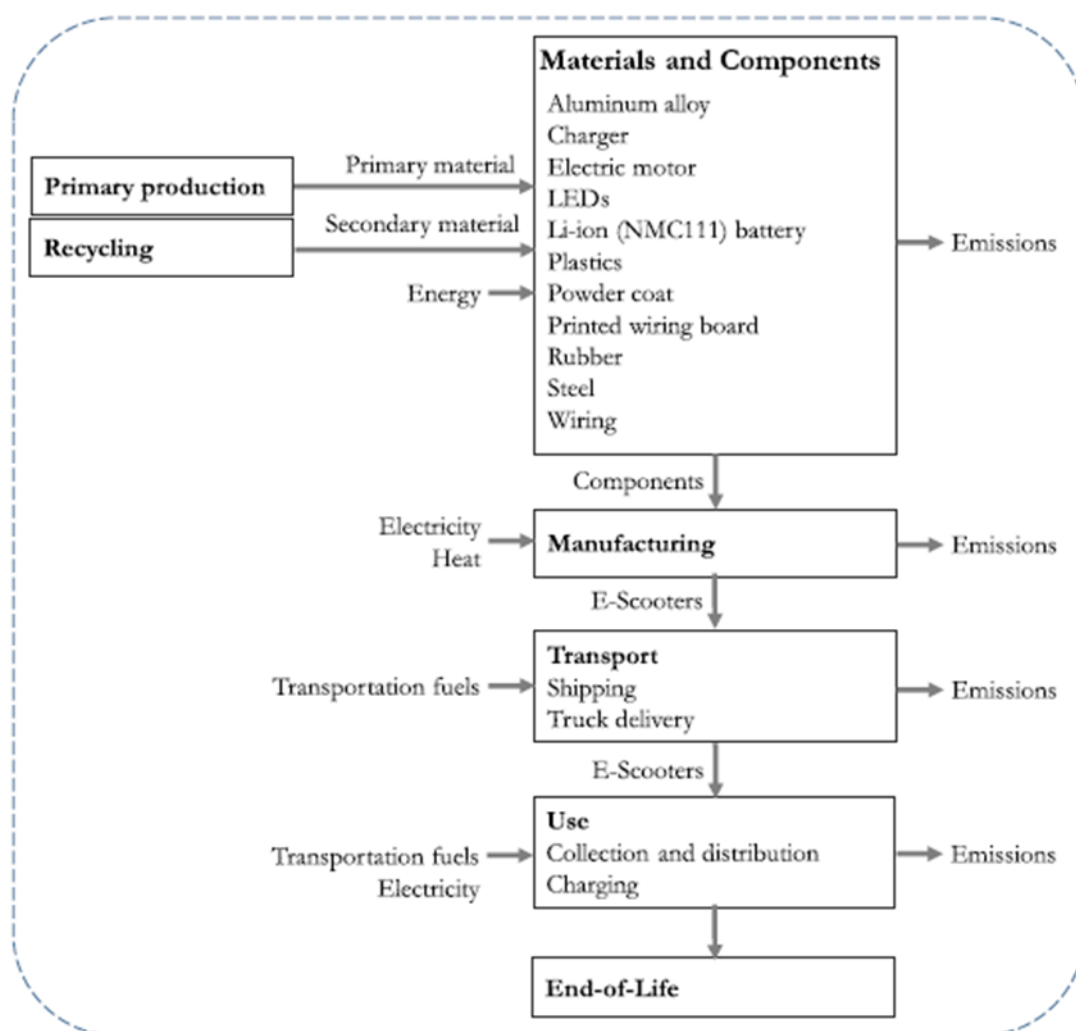 Materials and Components
Aluminum alloy
Charger
Electric motor
LEDs
Li-ion (NMC111) battery
Plastics
Powder coat
Printed wiring board
Rubber
Steel
Wiring
Primary production
Primary material
Recycling
Secondary material
Energy
Emissions
Components
Electricity
Heat
Manufacturing
Emissions
E-Scooters
Transportation fuels
Transport
Shipping
Truck delivery
Emissions
E-Scooters
Transportation fuels
Electricity
Use
Collection and distribution
Charging
Emissions
End-of-Life